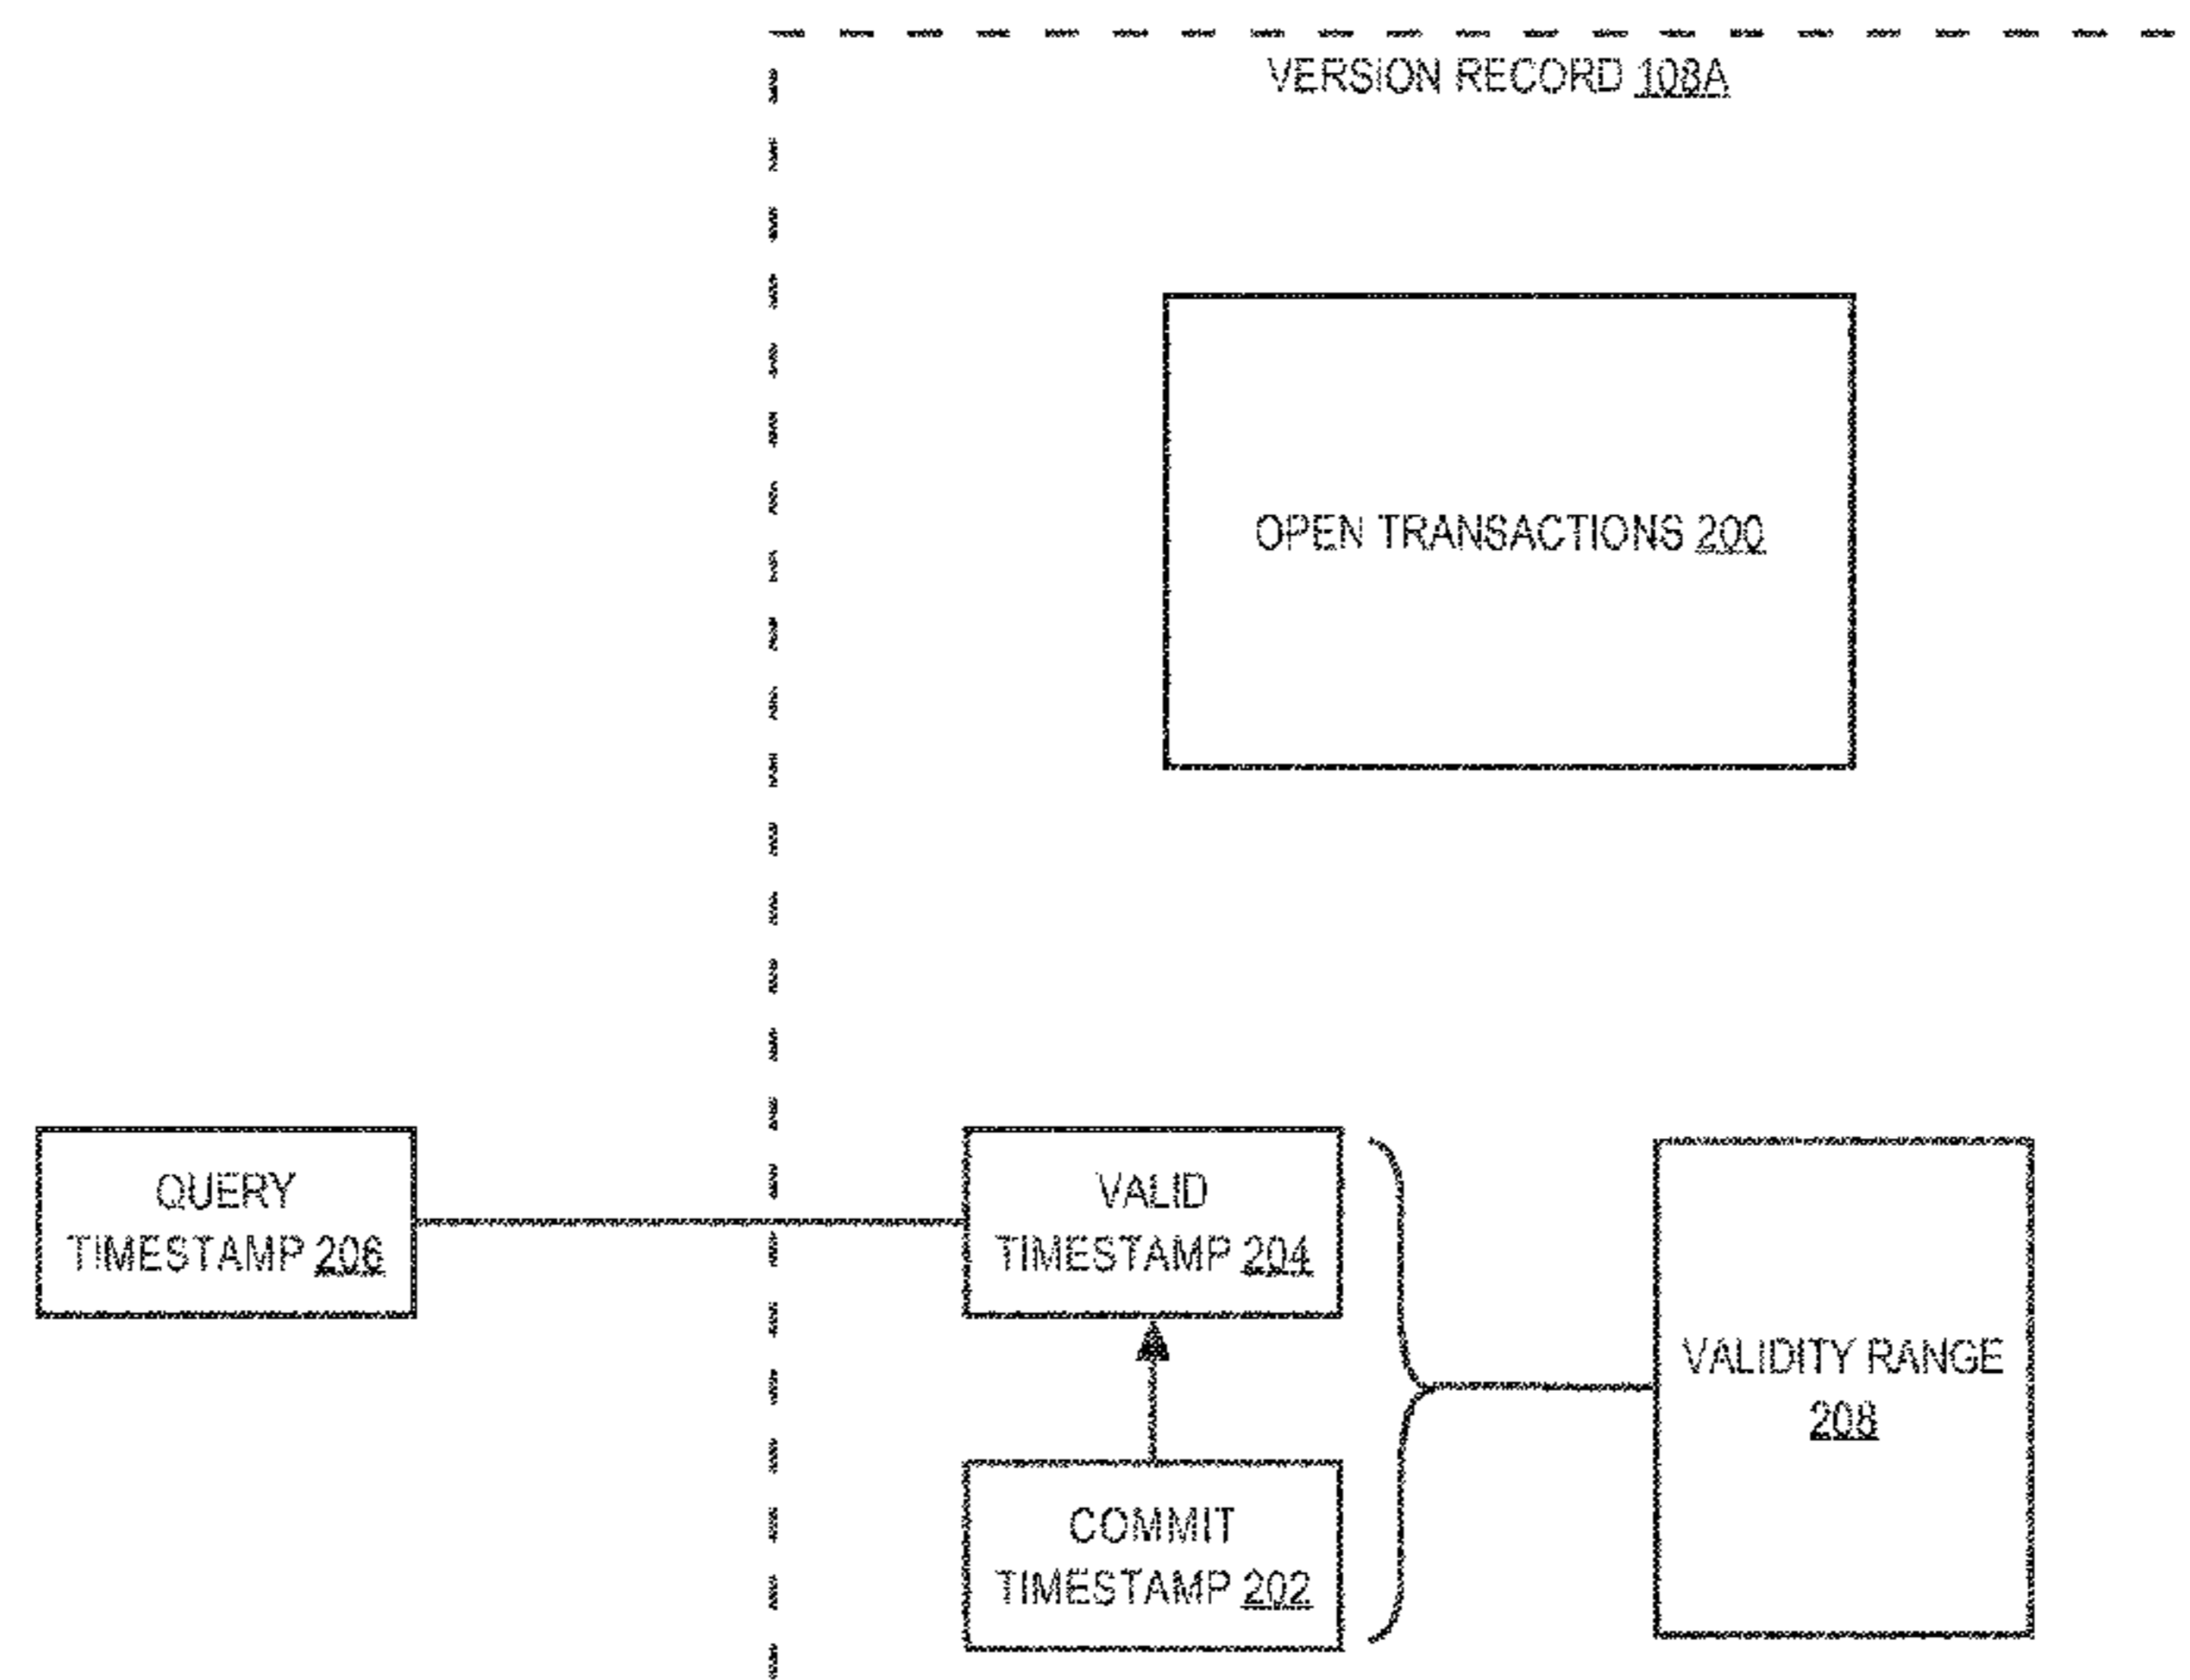 VERSION RECORD 108A
OPEN TRANSACTIONS 200
QUERY
TIMESTAMP 206
VALID
TIMESTAMP 204
VALIDITY RANGE
208
COMMIT
TIMESTAMP 202